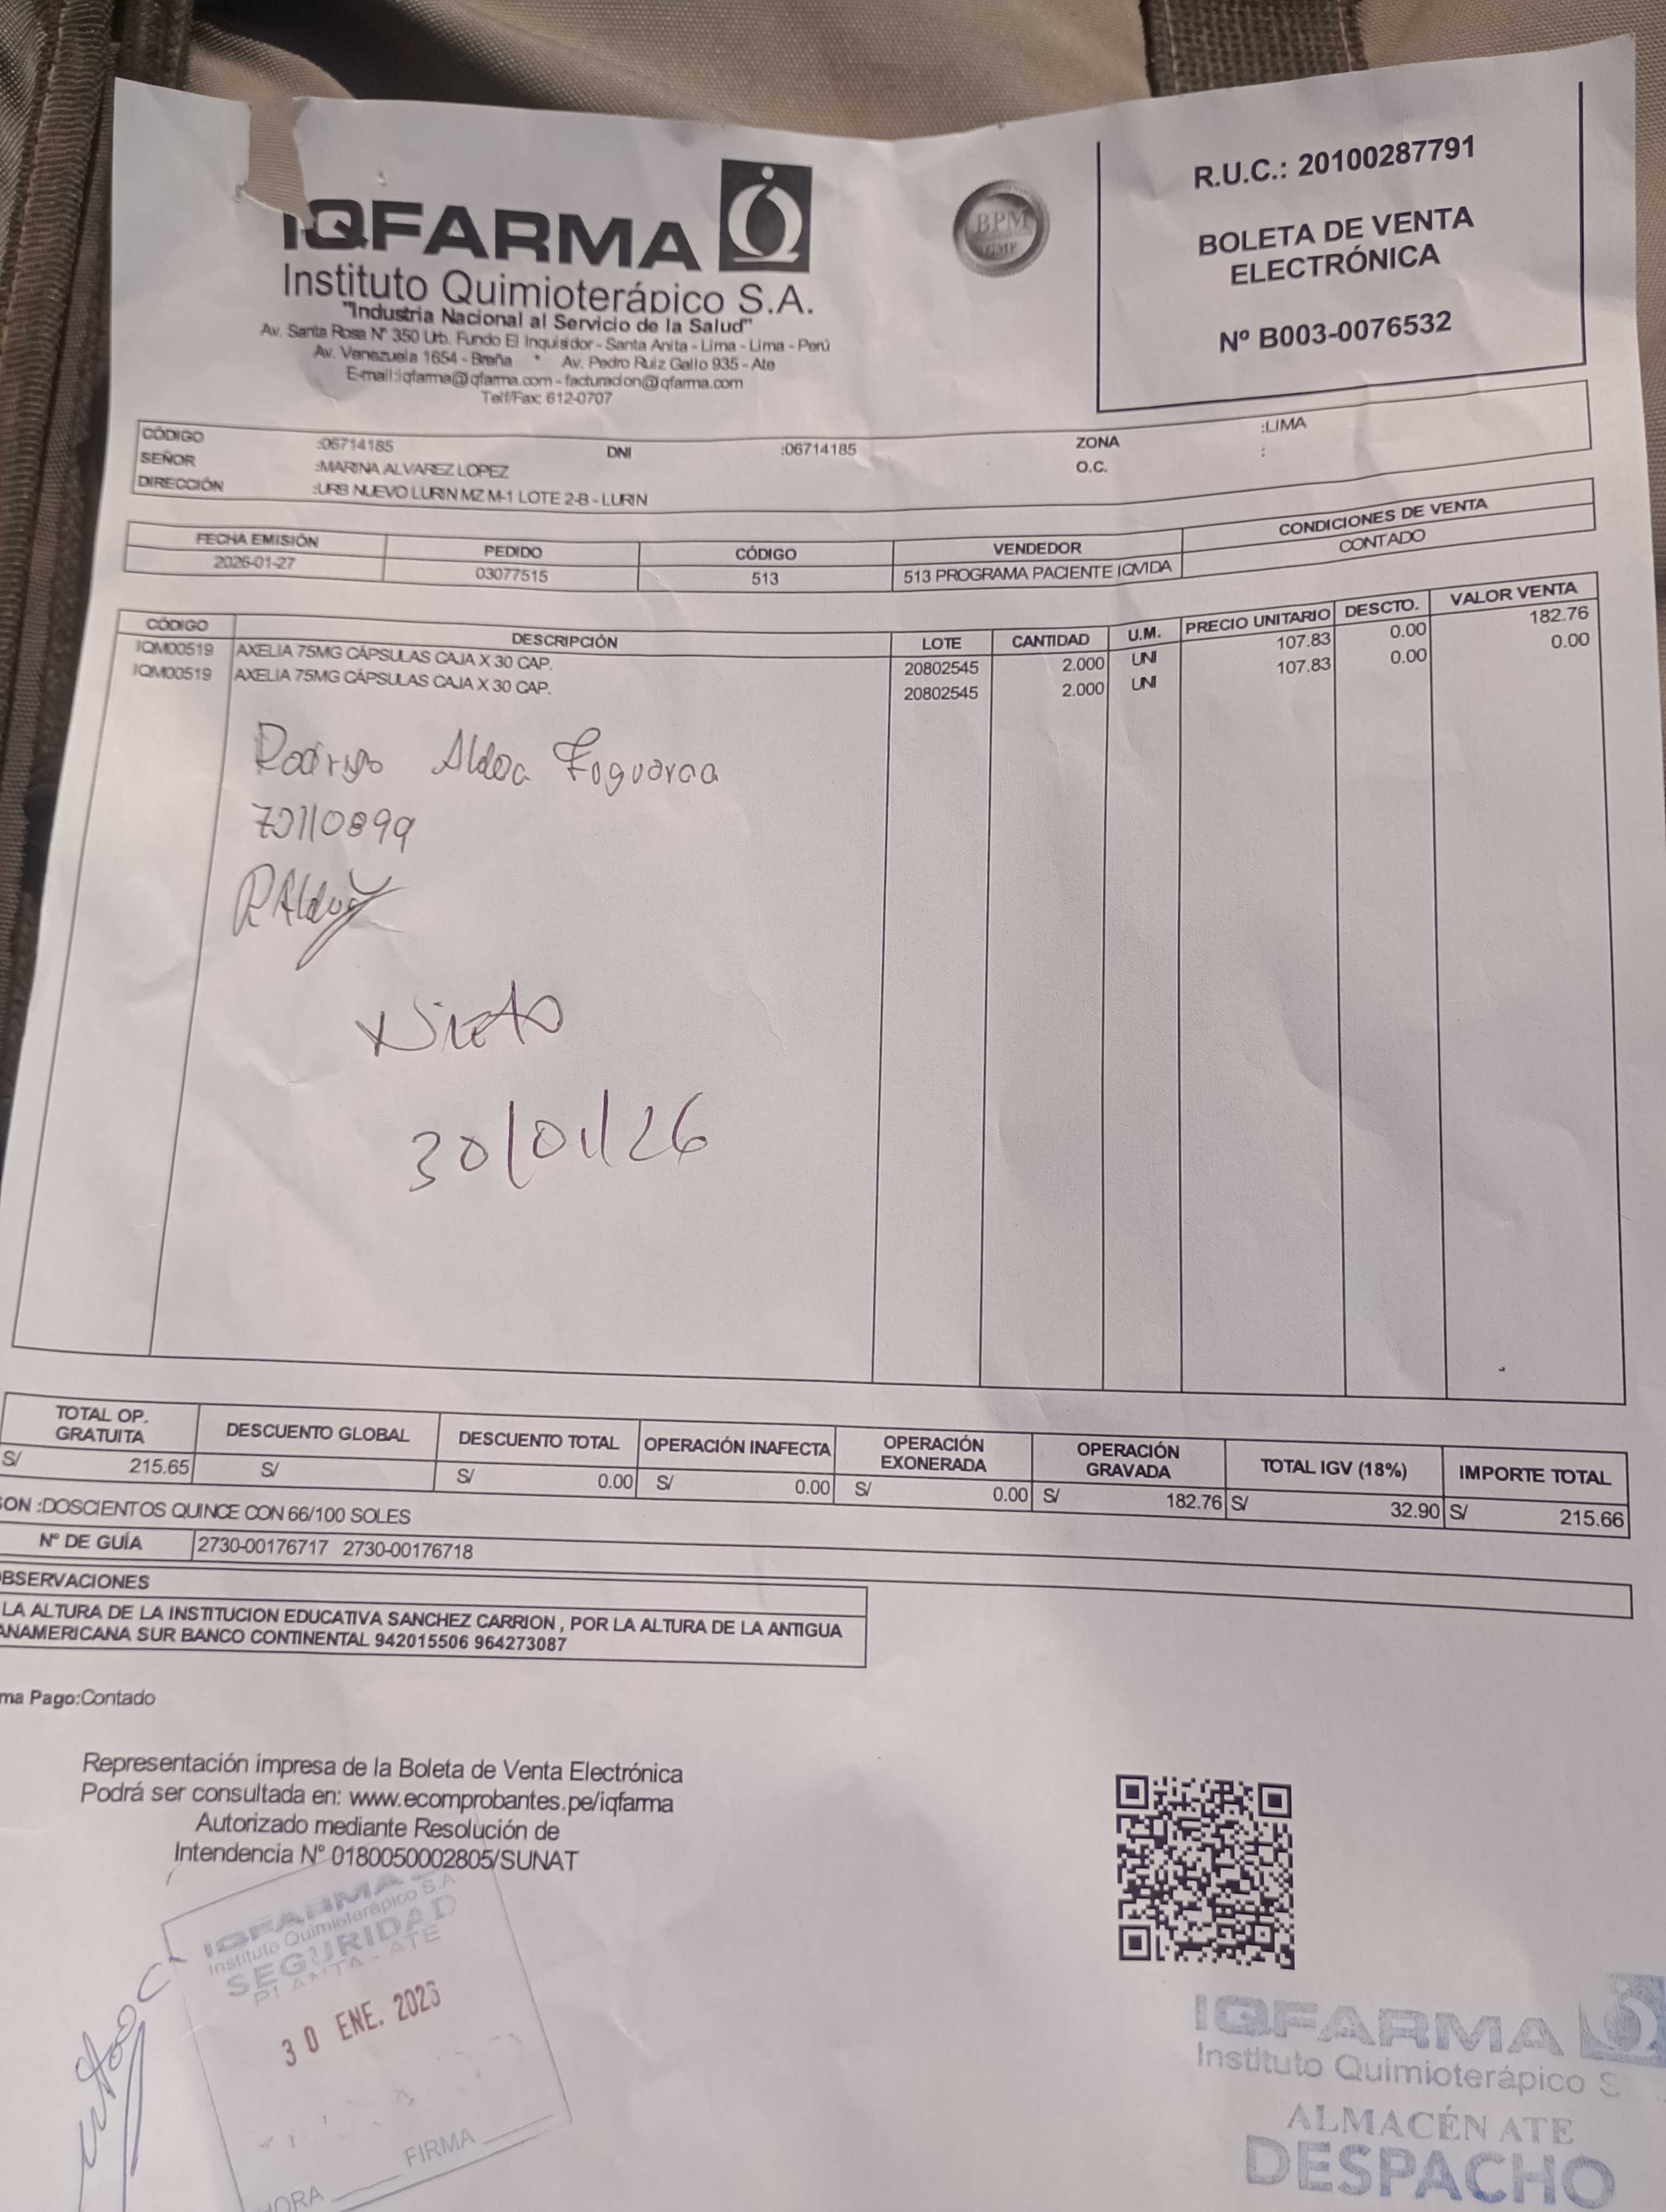 IQFARMA
Instituto Quimioterápico S.A.
"Industria Nacional al Servicio de la Salud"
Av. Santa Rosa Nº 350 Urb. Fundo El Inquisidor - Santa Anita - Lima - Lima - Perú
Av. Venezuela 1654 - Breña * Av. Pedro Ruiz Gallo 935 - Ate
E-mail:iqfarma@iqfarma.com - facturacion@iqfarma.com
Telf/Fax: 612-0707
BPM
GMP
R.U.C.: 20100287791
BOLETA DE VENTA
ELECTRÓNICA
Nº B003-0076532
CÓDIGO :06714185 DNI :06714185 ZONA :LIMA
SEÑOR :MARINA ALVAREZ LOPEZ O.C. :
DIRECCIÓN :URB NUEVO LURIN MZ M-1 LOTE 2-B - LURIN
FECHA EMISIÓN PEDIDO CÓDIGO VENDEDOR CONDICIONES DE VENTA
2026-01-27 03077515 513 513 PROGRAMA PACIENTE IQVIDA CONTADO
CÓDIGO DESCRIPCIÓN LOTE CANTIDAD U.M. PRECIO UNITARIO DESCTO. VALOR VENTA
IQM00519 AXELIA 75MG CÁPSULAS CAJA X 30 CAP. 20802545 2.000 UNI 107.83 0.00 182.76
IQM00519 AXELIA 75MG CÁPSULAS CAJA X 30 CAP. 20802545 2.000 UNI 107.83 0.00 0.00
Rodrigo Aldea Figueroa
Nieto
30/01/26
TOTAL OP. GRATUITA DESCUENTO GLOBAL DESCUENTO TOTAL OPERACIÓN INAFECTA OPERACIÓN EXONERADA OPERACIÓN GRAVADA TOTAL IGV (18%) IMPORTE TOTAL
S/ 215.65 S/ S/ 0.00 S/ 0.00 S/ 0.00 S/ 182.76 S/ 32.90 S/ 215.66
SON :DOSCIENTOS QUINCE CON 66/100 SOLES
Nº DE GUÍA 2730-00176717 2730-00176718
BSERVACIONES
LA ALTURA DE LA INSTITUCION EDUCATIVA SANCHEZ CARRION , POR LA ALTURA DE LA ANTIGUA
ANAMERICANA SUR BANCO CONTINENTAL 942015506 964273087
ma Pago:Contado
Representación impresa de la Boleta de Venta Electrónica
Podrá ser consultada en: www.ecomprobantes.pe/iqfarma
Autorizado mediante Resolución de
Intendencia Nº 0180050002805/SUNAT
IQFARMA
Instituto Quimioterápico S.A
SEGURIDAD
PLANTA - ATE
30 ENE. 2026
FIRMA
HORA
IQFARMA
Instituto Quimioterápico S
ALMACÉN ATE
DESPACHO